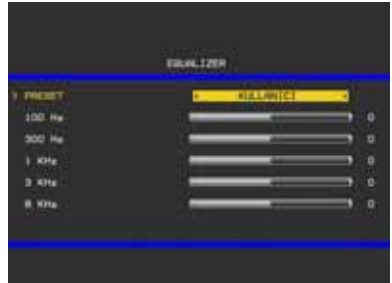 EQUALIZER
PRESET KULLANICI
100 Hz 0
300 Hz 0
1 KHz 0
3 KHz 0
8 KHz 0